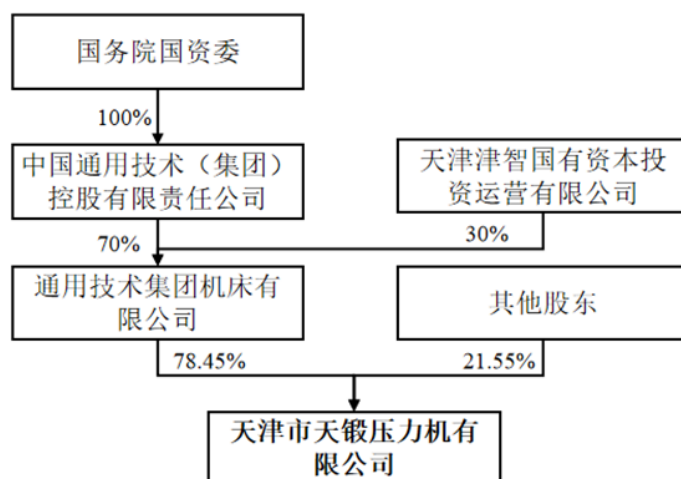 国务院国资委
100%
中国通用技术（集团）
控股有限责任公司
天津津智国有资本投
资运营有限公司
70%
30%
通用技术集团机床有
限公司
其他股东
78.45%
21.55%
天津市天锻压力机有
限公司